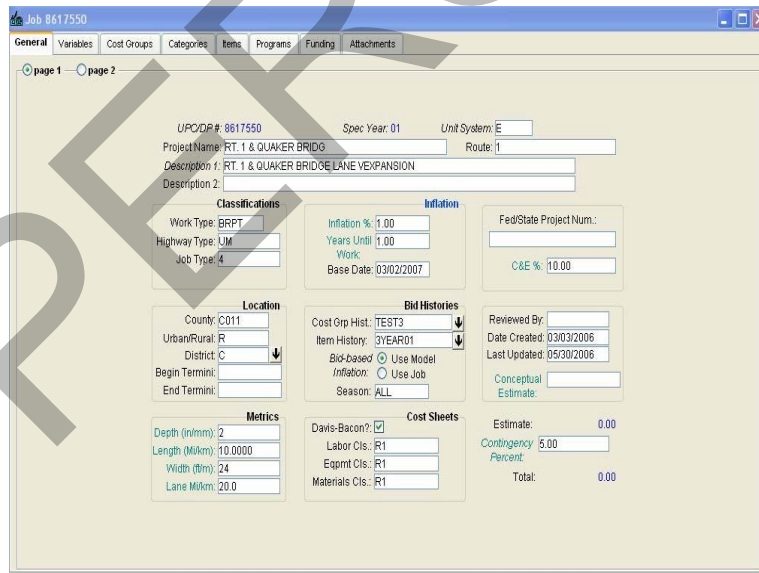 Job 8617550
General Variables Cost Groups Categories Items Programs Funding Attachments
page 1 page 2
UPC/DP #: 8617550 Spec Year: 01 Unit System: E
Project Name: RT. 1 & QUAKER BRIDG Route: 1
Description 1: RT. 1 & QUAKER BRIDGE LANE VEXPANSION
Description 2:
Classifications
Work Type: BRPT
Highway Type: UM
Job Type: 4
Inflation
Inflation %: 1.00
Years Until Work: 1.00
Base Date: 03/02/2007
Fed/State Project Num.:
C&E %: 10.00
Location
County: C011
Urban/Rural: R
District: C
Begin Termini:
End Termini:
Bid Histories
Cost Grp Hist.: TEST3
Item History: 3YEAR01
Bid-based Inflation: Use Model
Use Job
Season: ALL
Reviewed By:
Date Created: 03/03/2006
Last Updated: 05/30/2006
Conceptual Estimate:
Metrics
Depth (in/mm): 2
Length (Mi/km): 10.0000
Width (ft/m): 24
Lane Mi/km: 20.0
Cost Sheets
Davis-Bacon?:
Labor Cls.: R1
Eqpmt Cls.: R1
Materials Cls.: R1
Estimate: 0.00
Contingency Percent: 5.00
Total: 0.00